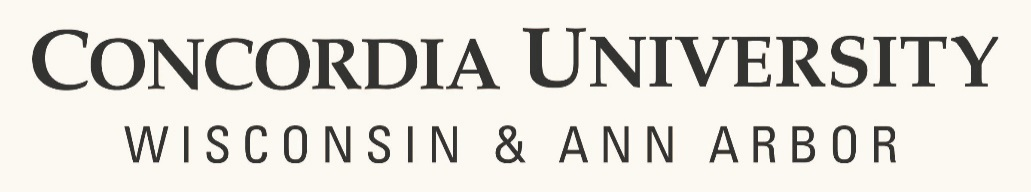 CONCORDIA UNIVERSITY
WISCONSIN & ANN ARBOR